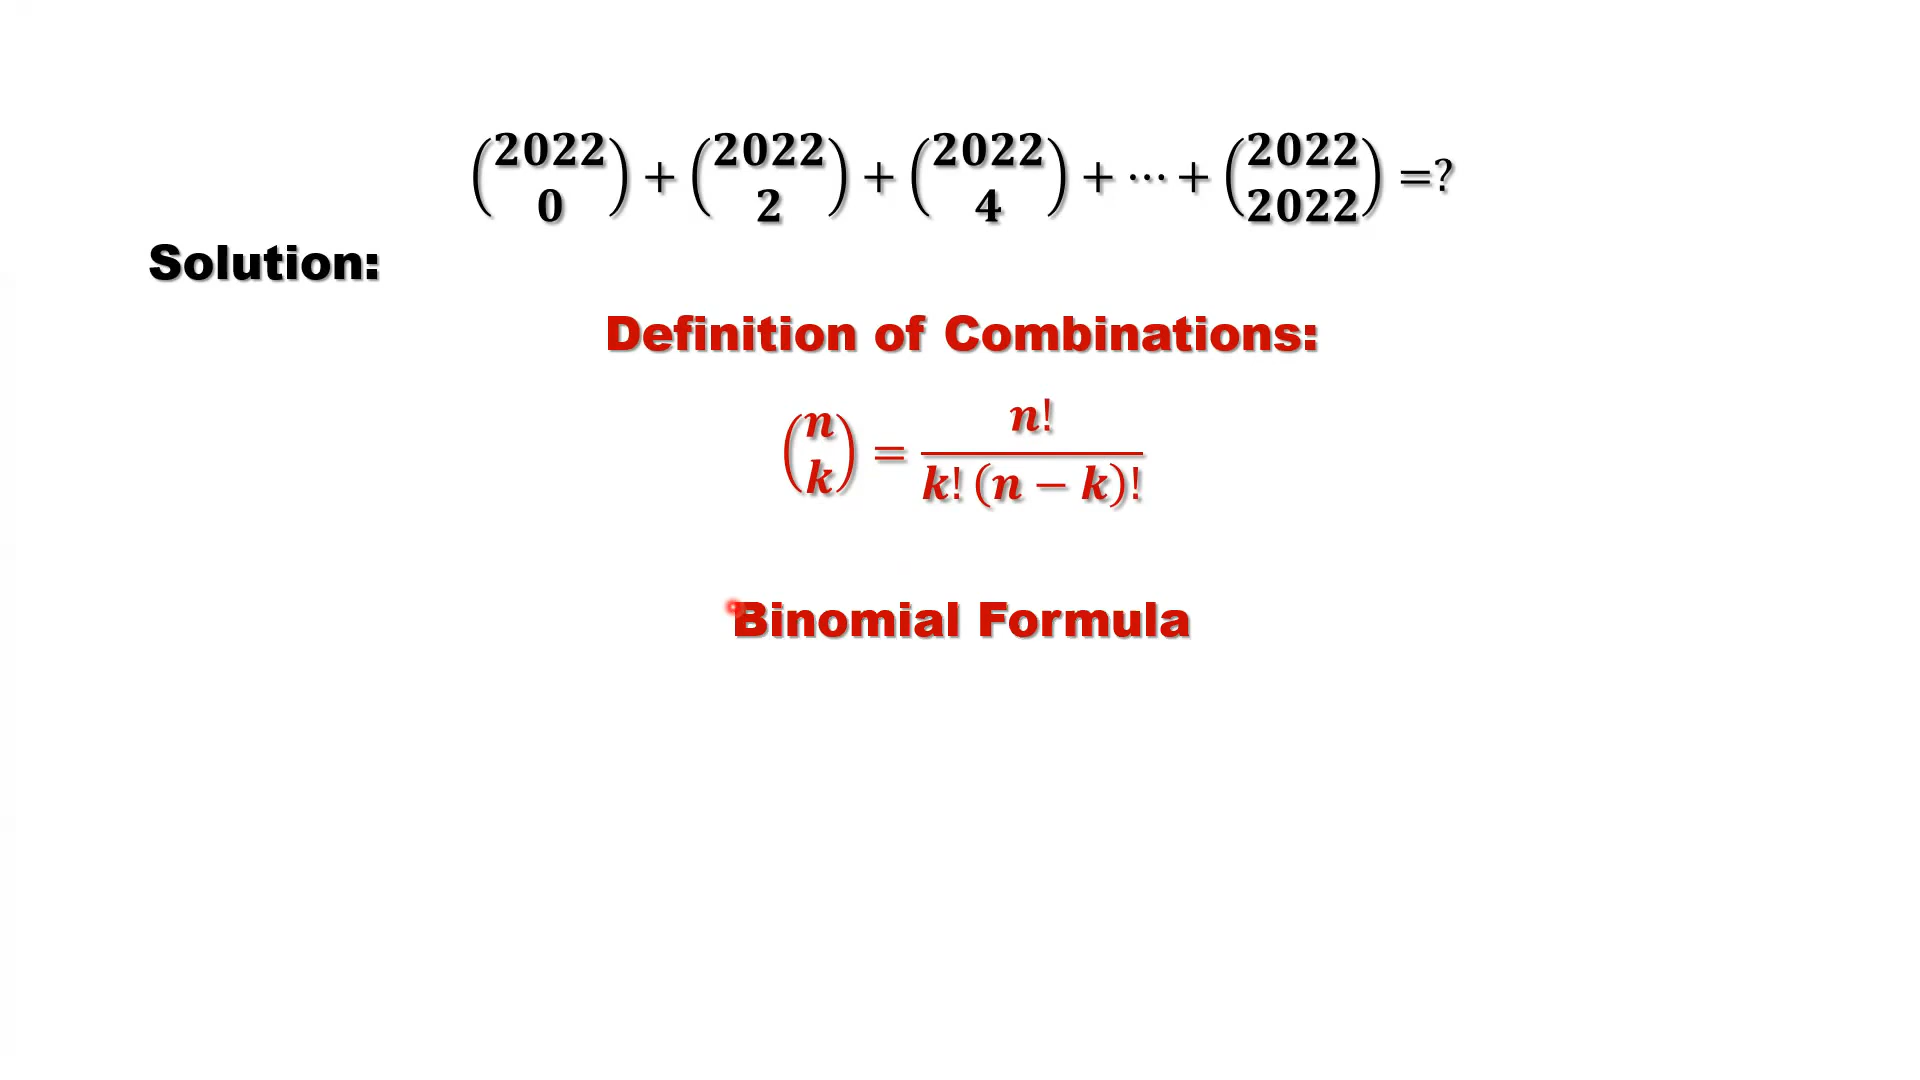 (2022 0) + (2022 2) + (2022 4) + ⋯ + (2022 2022) =?
Solution:
Definition of Combinations:
(n k) = n! / k! (n − k)!
Binomial Formula